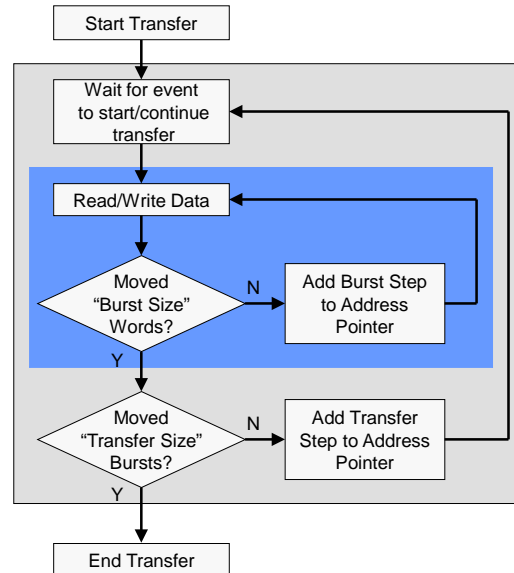 Start Transfer
Wait for event
to start/continue
transfer
Read/Write Data
Moved
“Burst Size”
Words?
N
Add Burst Step
to Address
Pointer
Y
Moved
“Transfer Size”
Bursts?
N
Add Transfer
Step to Address
Pointer
Y
End Transfer